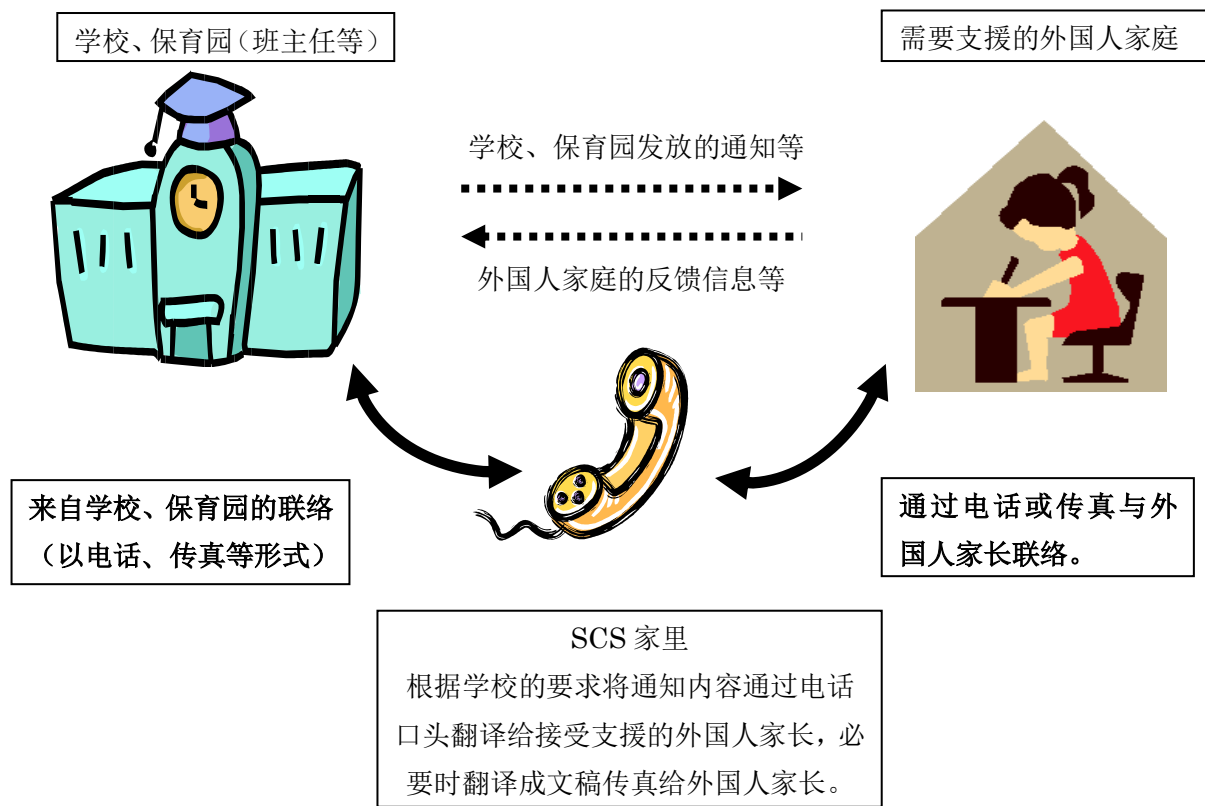 学校、保育园（班主任等）
需要支援的外国人家庭
学校、保育园发放的通知等
外国人家庭的反馈信息等
来自学校、保育园的联络
（以电话、传真等形式）
通过电话或传真与外
国人家长联络。
SCS 家里
根据学校的要求将通知内容通过电话
口头翻译给接受支援的外国人家长，必
要时翻译成文稿传真给外国人家长。